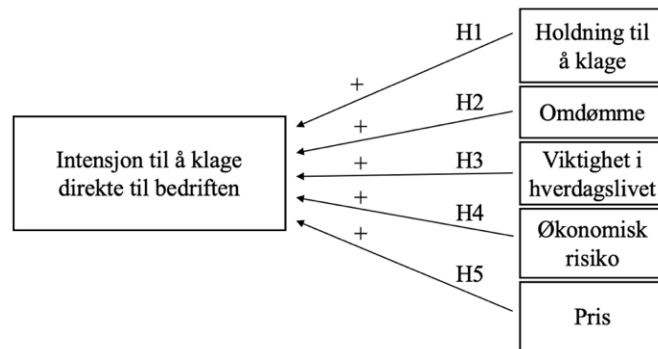 H1
Holdning til
å klage
+
H2
Omdømme
+
Intensjon til å klage
direkte til bedriften
+
H3
Viktighet i
hverdagslivet
+
H4
Økonomisk
risiko
+
H5
Pris